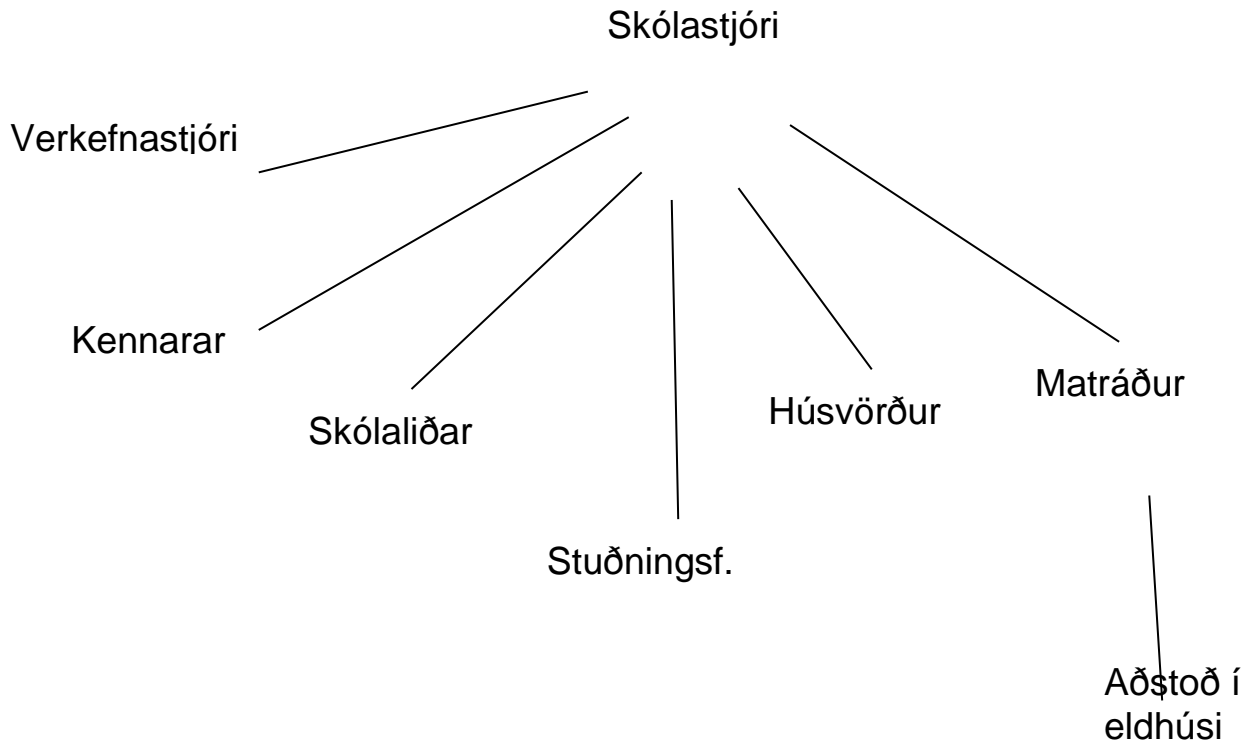 Skólastjóri
Verkefnastjóri
Kennarar
Skólaliðar
Stuðningsf.
Húsvörður
Matráður
Aðstoð í
eldhúsi